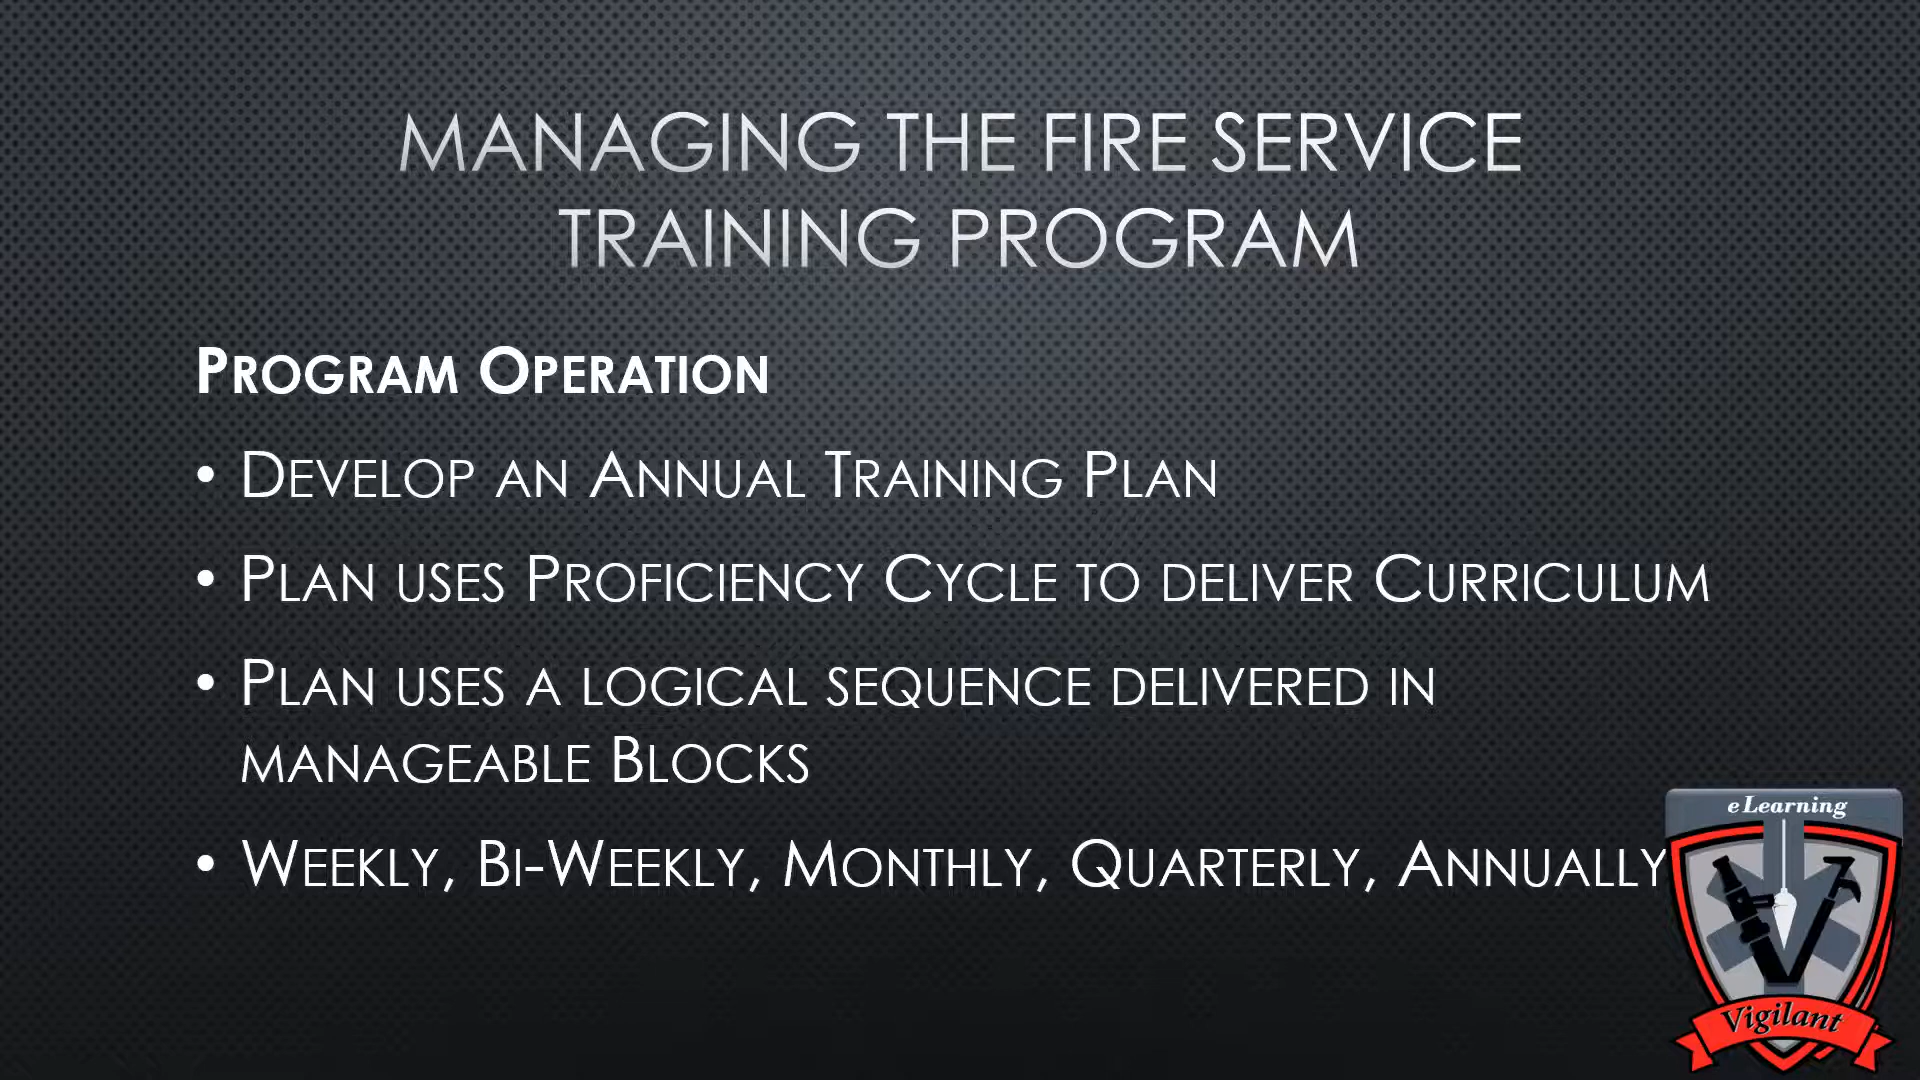 MANAGING THE FIRE SERVICE
TRAINING PROGRAM
PROGRAM OPERATION
• DEVELOP AN ANNUAL TRAINING PLAN
• PLAN USES PROFICIENCY CYCLE TO DELIVER CURRICULUM
• PLAN USES A LOGICAL SEQUENCE DELIVERED IN
MANAGEABLE BLOCKS
• WEEKLY, BI-WEEKLY, MONTHLY, QUARTERLY, ANNUALLY
eLearning
Vigilant